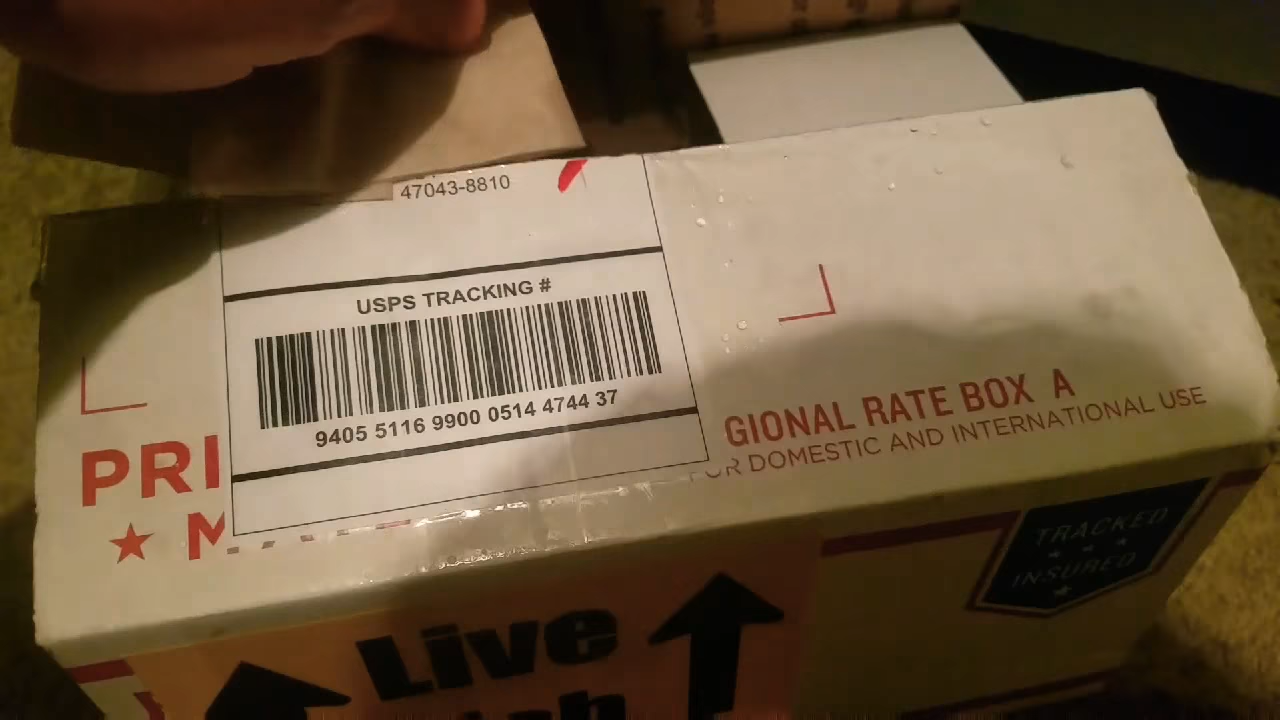 47043-8810
USPS TRACKING #
9405 5116 9900 0514 4744 37
PRI
GIONAL RATE BOX A
FOR DOMESTIC AND INTERNATIONAL USE
M
TRACKED
INSURED
Live